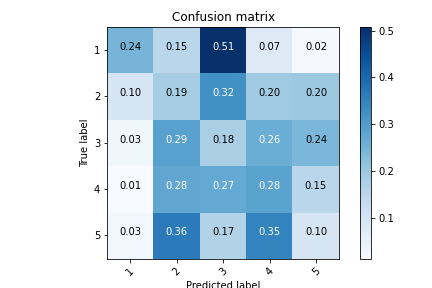 Confusion matrix
True label
1 0.24 0.15 0.51 0.07 0.02
2 0.10 0.19 0.32 0.20 0.20
3 0.03 0.29 0.18 0.26 0.24
4 0.01 0.28 0.27 0.28 0.15
5 0.03 0.36 0.17 0.35 0.10
1 2 3 4 5
Predicted label
0.5
0.4
0.3
0.2
0.1